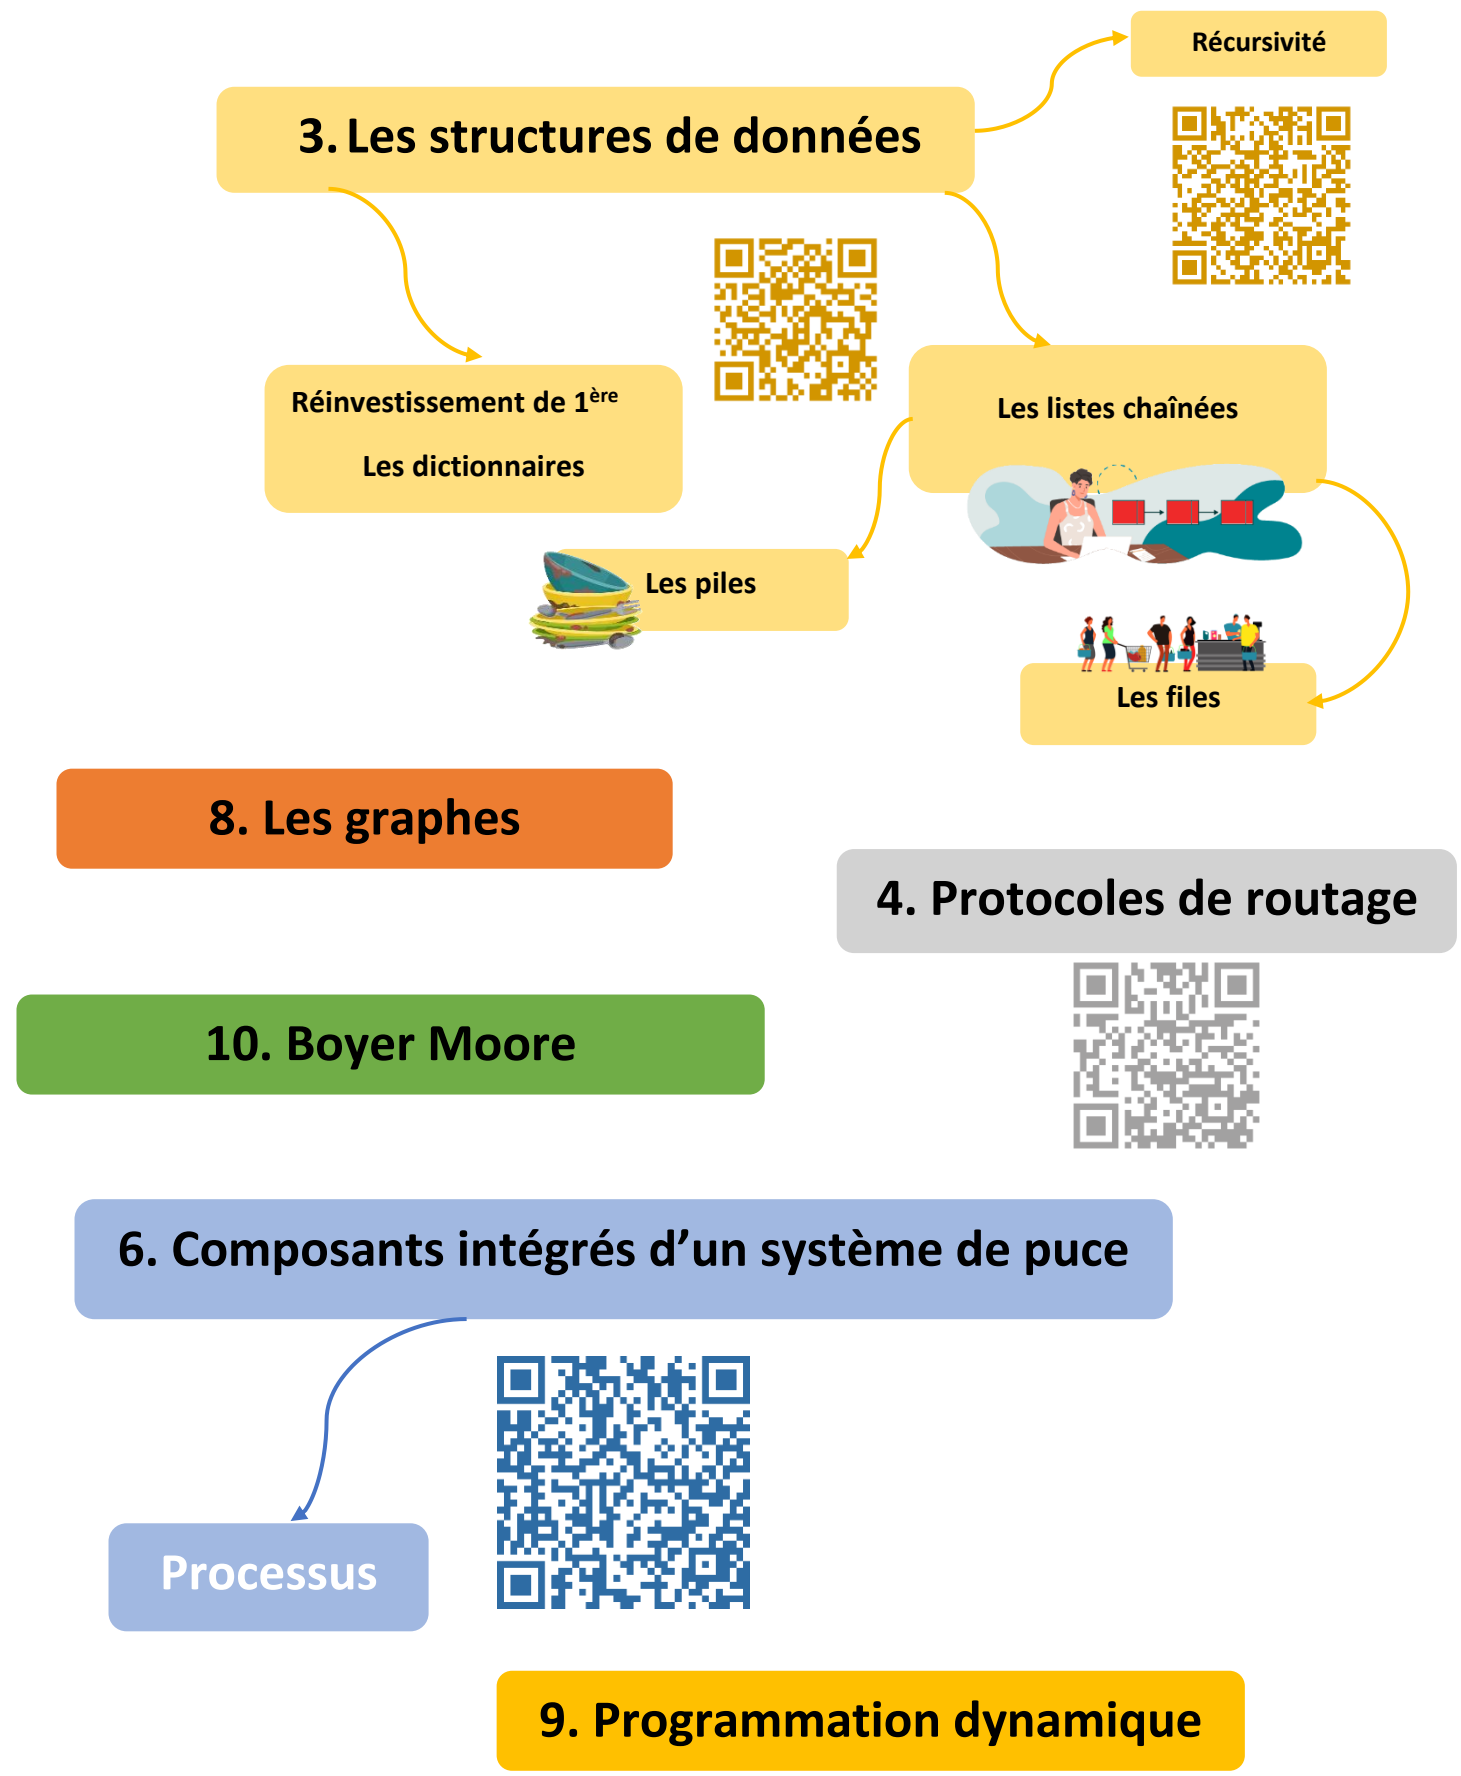 Récursivité
3. Les structures de données
Réinvestissement de 1ère
Les dictionnaires
Les listes chaînées
Les piles
Les files
8. Les graphes
4. Protocoles de routage
10. Boyer Moore
6. Composants intégrés d’un système de puce
Processus
9. Programmation dynamique